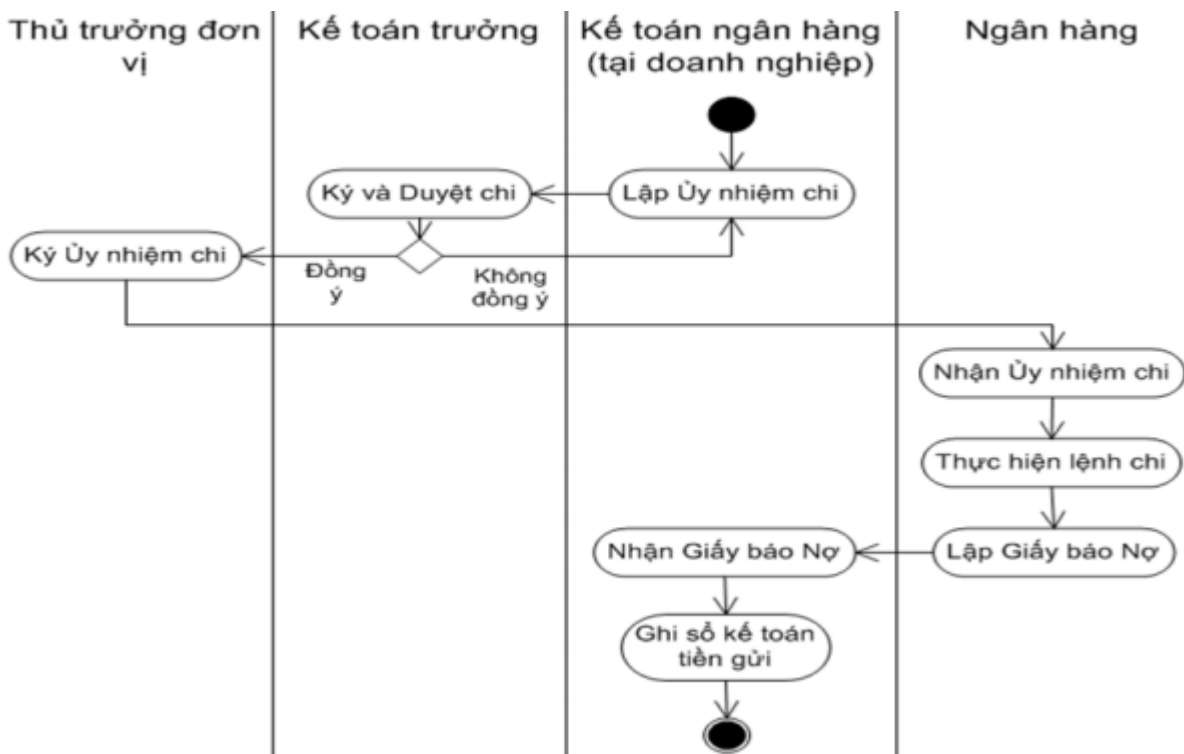 Thủ trưởng đơn
vị
Kế toán trưởng
Kế toán ngân hàng
(tại doanh nghiệp)
Ngân hàng
Ký và Duyệt chi
Lập Ủy nhiệm chi
Ký Ủy nhiệm chi
Đồng
ý
Không
đồng ý
Nhận Ủy nhiệm chi
Thực hiện lệnh chi
Nhận Giấy báo Nợ
Lập Giấy báo Nợ
Ghi sổ kế toán
tiền gửi